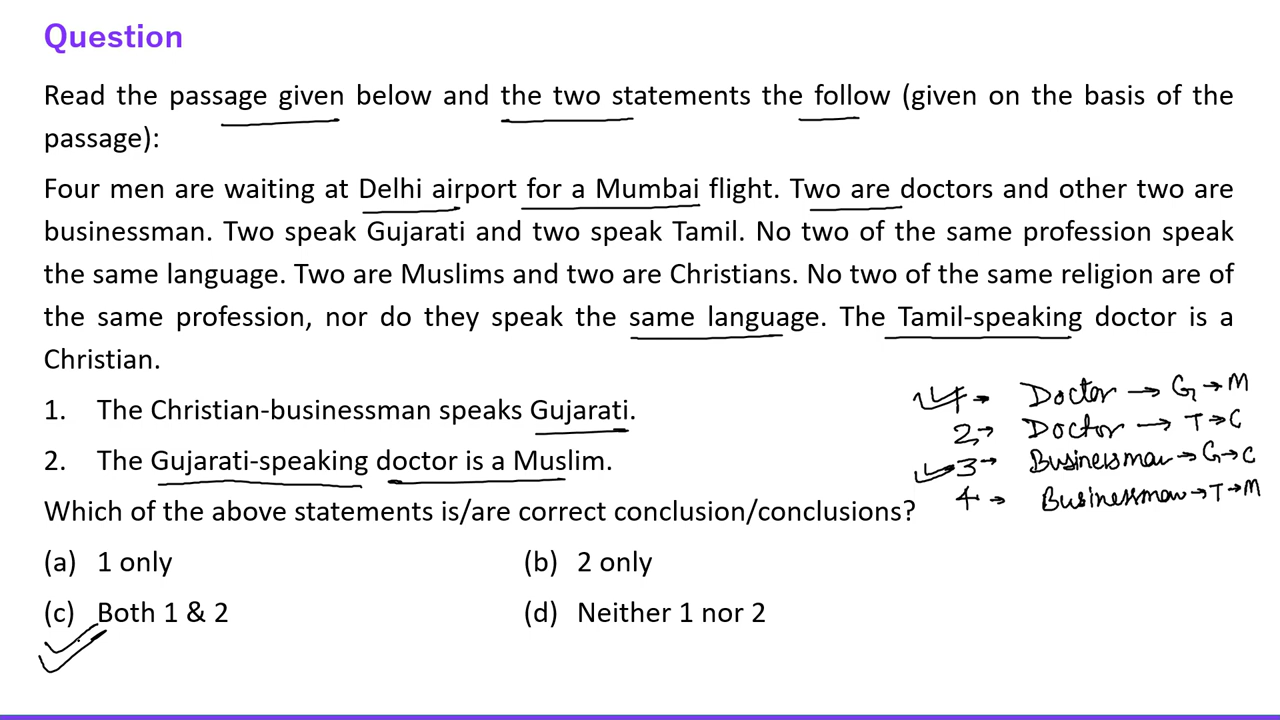 Question
Read the passage given below and the two statements the follow (given on the basis of the
passage):
Four men are waiting at Delhi airport for a Mumbai flight. Two are doctors and other two are
businessman. Two speak Gujarati and two speak Tamil. No two of the same profession speak
the same language. Two are Muslims and two are Christians. No two of the same religion are of
the same profession, nor do they speak the same language. The Tamil-speaking doctor is a
Christian.
1. The Christian-businessman speaks Gujarati.
2. The Gujarati-speaking doctor is a Muslim.
Which of the above statements is/are correct conclusion/conclusions?
(a) 1 only (b) 2 only
(c) Both 1 & 2 (d) Neither 1 nor 2
1 → Doctor → G → M
2 → Doctor → T → C
3 → Businessman → G → C
4 → Businessman → T → M